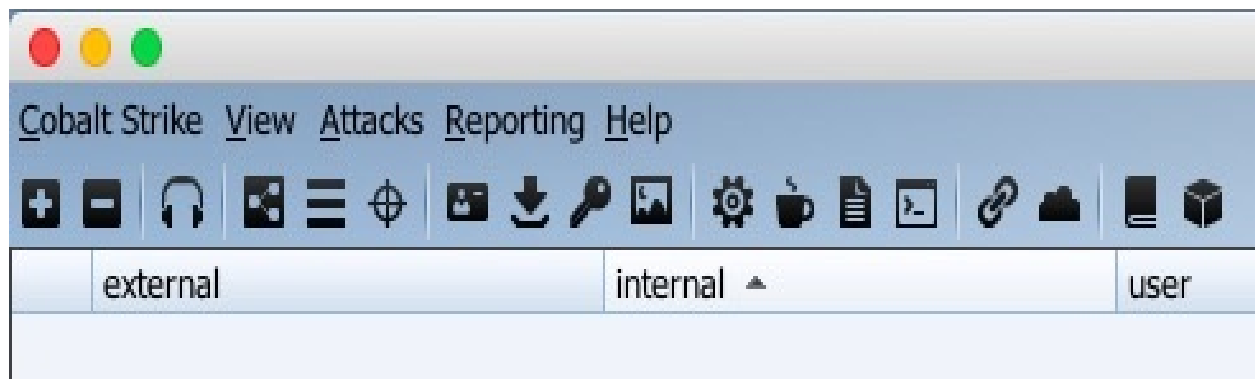 Cobalt Strike View Attacks Reporting Help
external internal user